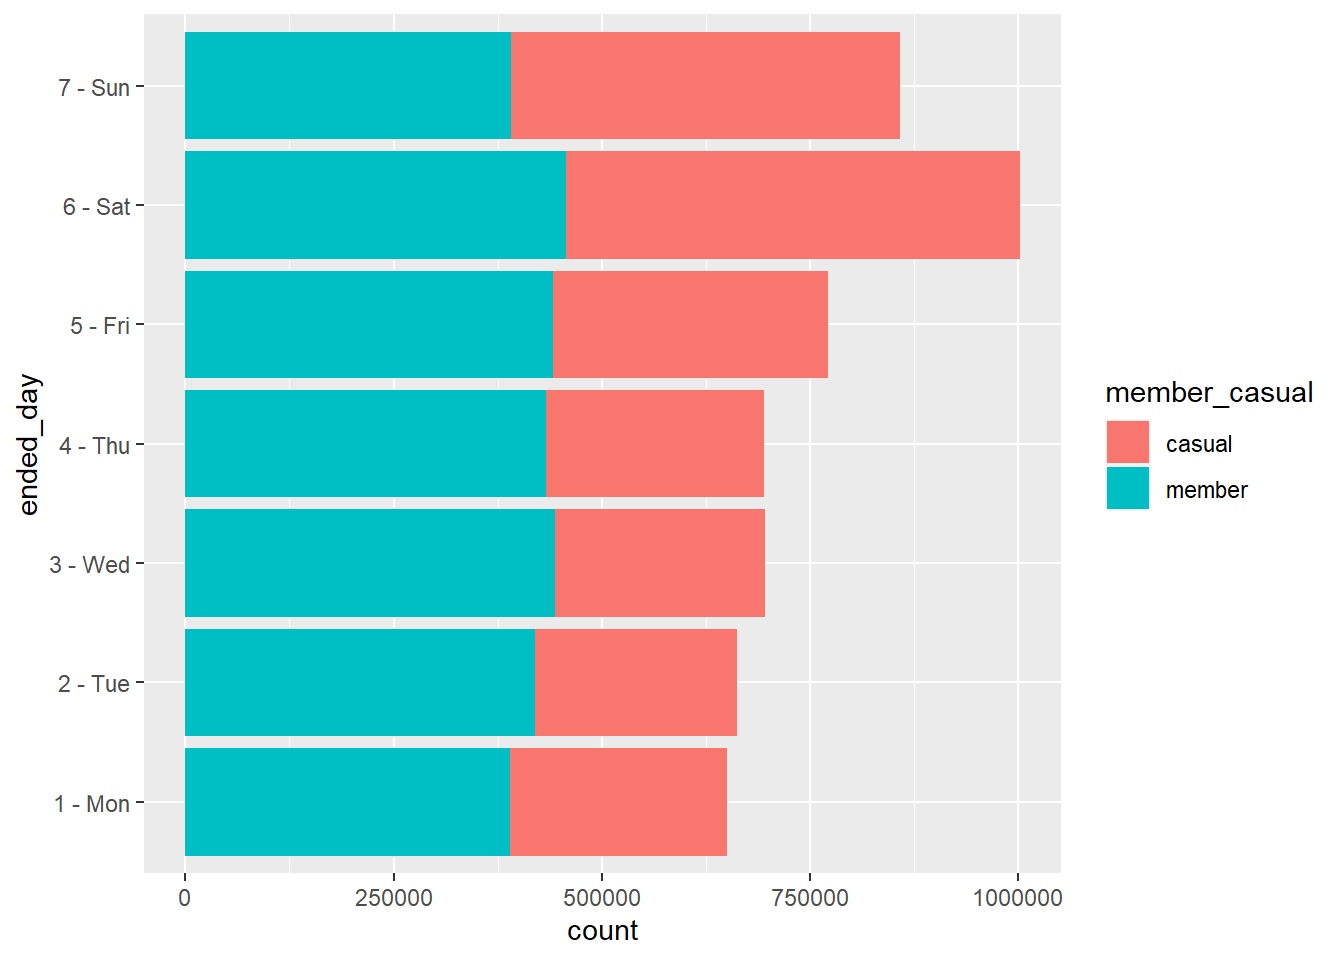 7 - Sun
6 - Sat
5 - Fri
4 - Thu
3 - Wed
2 - Tue
1 - Mon
ended_day
0 250000 500000 750000 1000000
count
member_casual
casual
member